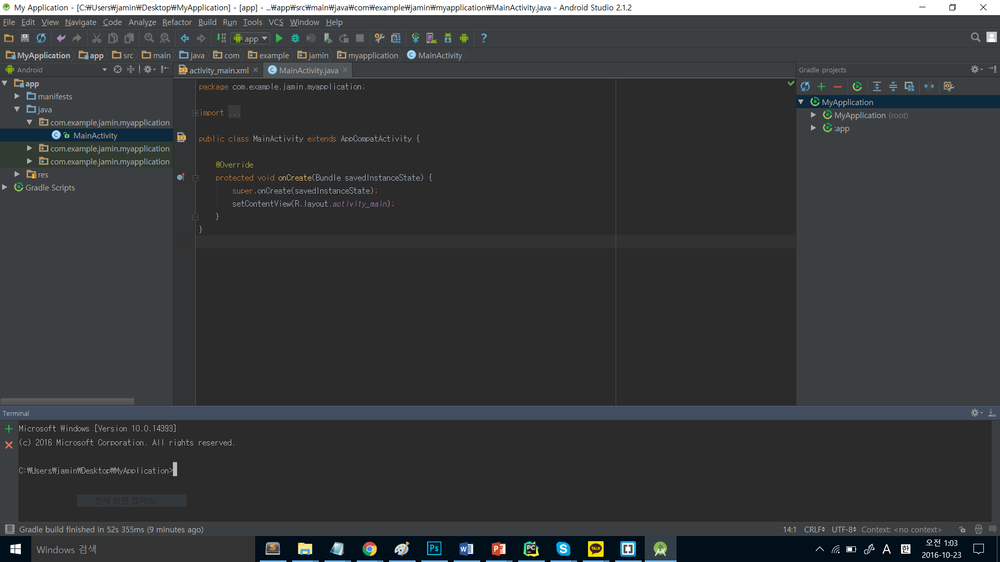 My Application - [C:₩Users₩jamin₩Desktop₩MyApplication] - [app] - ...₩app₩src₩main₩java₩com₩example₩jamin₩myapplication₩MainActivity.java - Android Studio 2.1.2
File Edit View Navigate Code Analyze Refactor Build Run Tools VCS Window Help
app
MyApplication app src main java com example jamin myapplication MainActivity
Android
activity_main.xml
MainActivity.java
Gradle projects
app
manifests
java
com.example.jamin.myapplication
MainActivity
com.example.jamin.myapplication
com.example.jamin.myapplication
res
Gradle Scripts
package com.example.jamin.myapplication;
import ...
public class MainActivity extends AppCompatActivity {
@Override
protected void onCreate(Bundle savedInstanceState) {
super.onCreate(savedInstanceState);
setContentView(R.layout.activity_main);
}
}
MyApplication
MyApplication (root)
:app
Terminal
Microsoft Windows [Version 10.0.14393]
(c) 2016 Microsoft Corporation. All rights reserved.
C:₩Users₩jamin₩Desktop₩MyApplication>
전체 화면 캡처(S)
Gradle build finished in 52s 355ms (9 minutes ago)
14:1 CRLF UTF-8 Context: <no context>
Windows 검색
S
Ps
W
P
PC
S
TALK
A
한
오전 1:03
2016-10-23